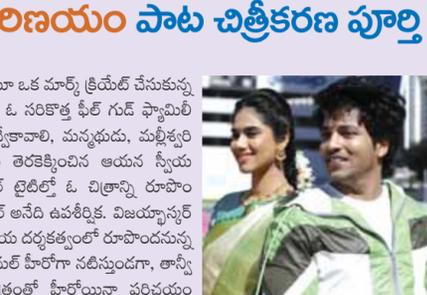 రిణయం పాట చిత్రీకరణ పూర్తి
ఒక మార్క్ క్రియేట్ చేసుకున్న
ఓ సరికొత్త ఫీల్ గుడ్ ఫ్యామిలీ
కావాలి, మన్మథుడు, మల్లీశ్వరి
తెరకెక్కించిన ఆయన స్వీయ
టైటిల్తో ఓ చిత్రాన్ని రూపొం
అనేది ఉపశీర్షిక. విజయ్భాస్కర్
య దర్శకత్వంలో రూపొందనున్న
మల్ హీరోగా నటిస్తుండగా, తాన్వీ
త్రంతో హీరోయిన్గా పరిచయం